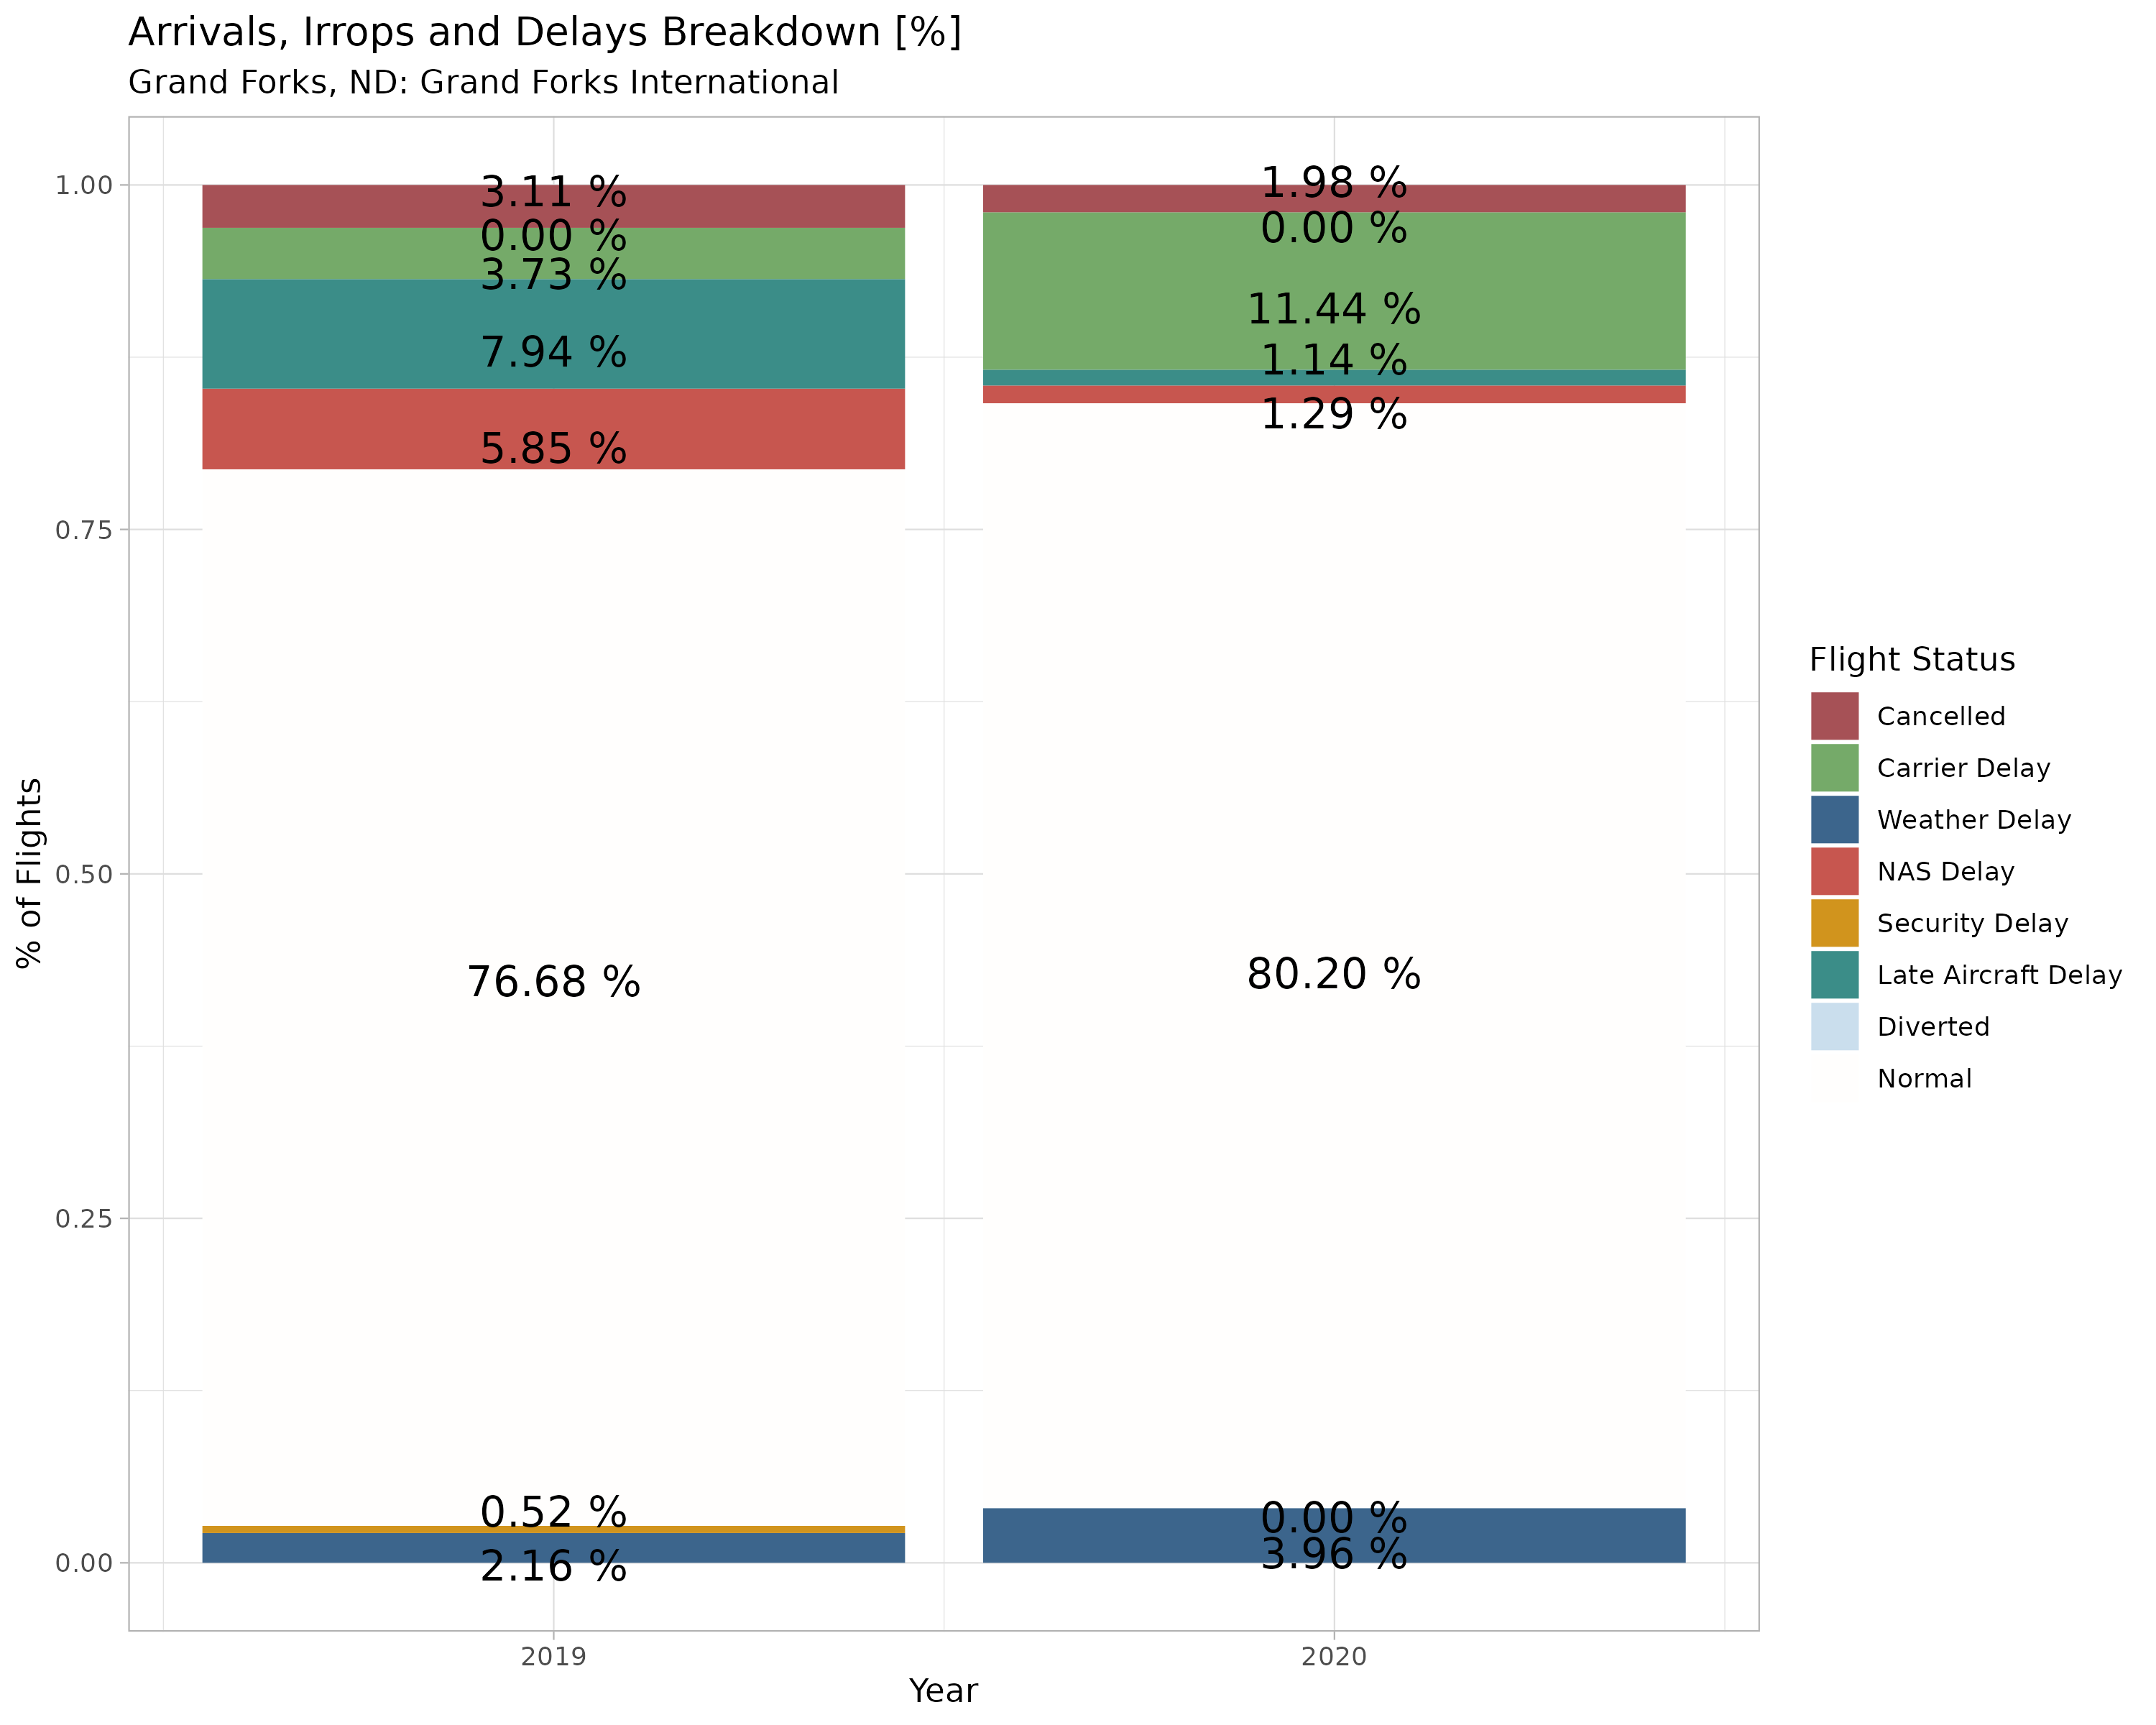 Arrivals, Irrops and Delays Breakdown [%]
Grand Forks, ND: Grand Forks International
% of Flights
1.00
0.75
0.50
0.25
0.00
3.11 %
0.00 %
3.73 %
7.94 %
5.85 %
76.68 %
0.52 %
2.16 %
1.98 %
0.00 %
11.44 %
1.14 %
1.29 %
80.20 %
0.00 %
3.96 %
2019
2020
Year
Flight Status
Cancelled
Carrier Delay
Weather Delay
NAS Delay
Security Delay
Late Aircraft Delay
Diverted
Normal